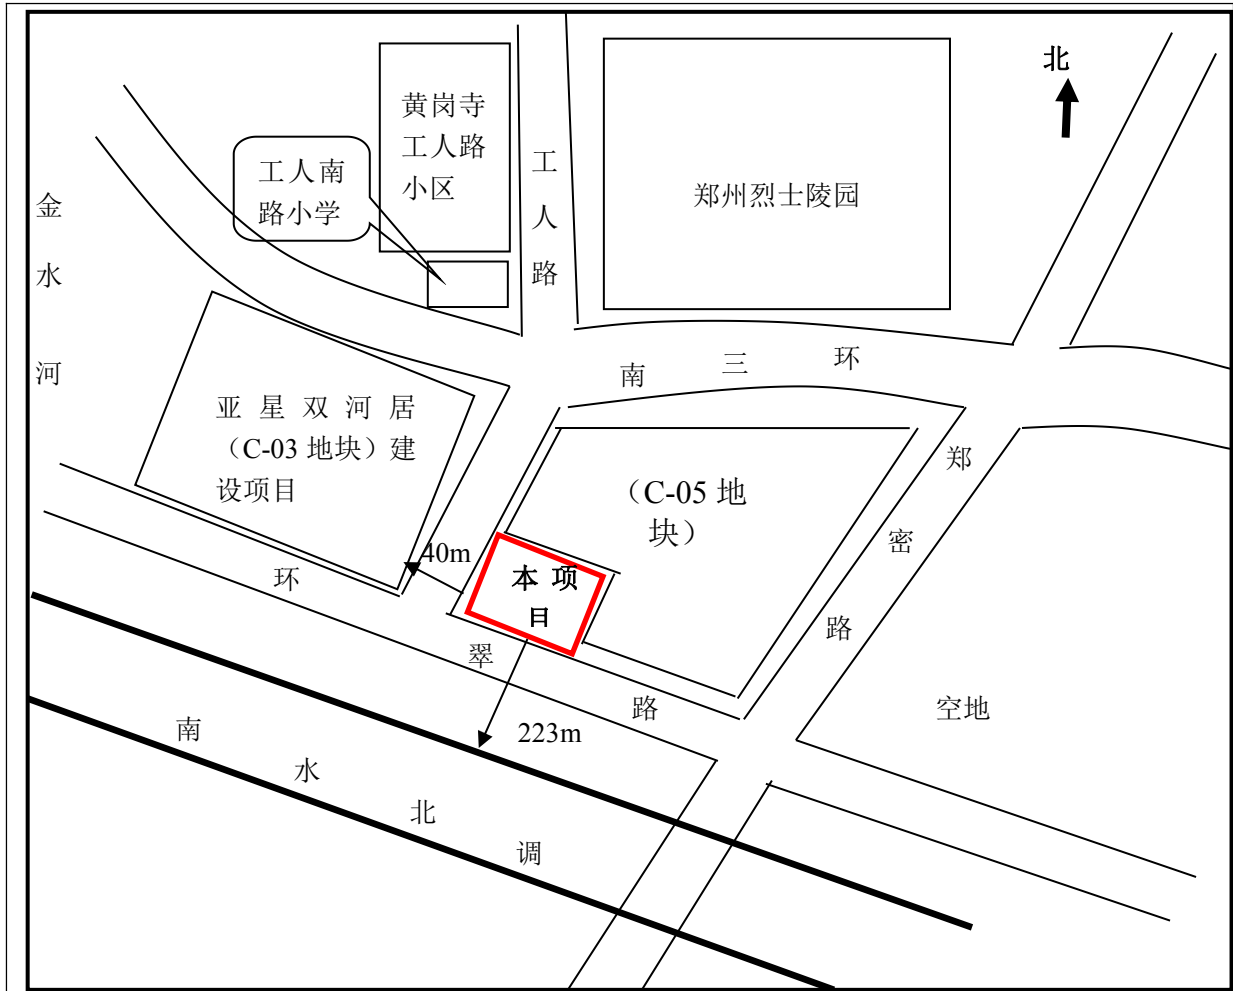 北
黄岗寺
工人路
小区
工人南
路小学
工
人
路
郑州烈士陵园
金
水
河
南三环
亚星双河居
（C-03 地块）建
设项目
（C-05 地
块）
郑
密
路
40m
本项
目
环
翠
路
223m
空地
南
水
北
调